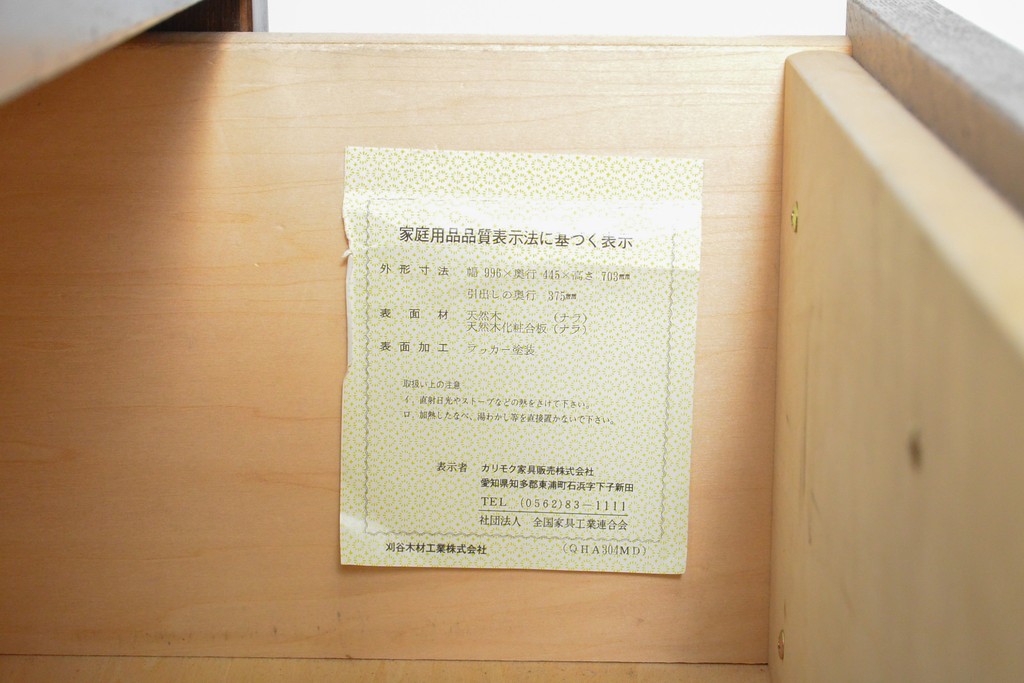 家庭用品品質表示法に基づく表示
外形寸法 幅 996×奥行 445×高さ 703㎜
引出しの奥行 375㎜
表面材 天然木 (ナラ)
天然木化粧合板(ナラ)
表面加工 ラッカー塗装
取扱い上の注意
イ. 直射日光やストーブなどの熱をさけて下さい。
ロ. 加熱したなべ、湯わかし等を直接置かないで下さい。
表示者 カリモク家具販売株式会社
愛知県知多郡東浦町石浜字下子新田
TEL (0562)83−1111
社団法人 全国家具工業連合会
刈谷木材工業株式会社 (QHA304MD)